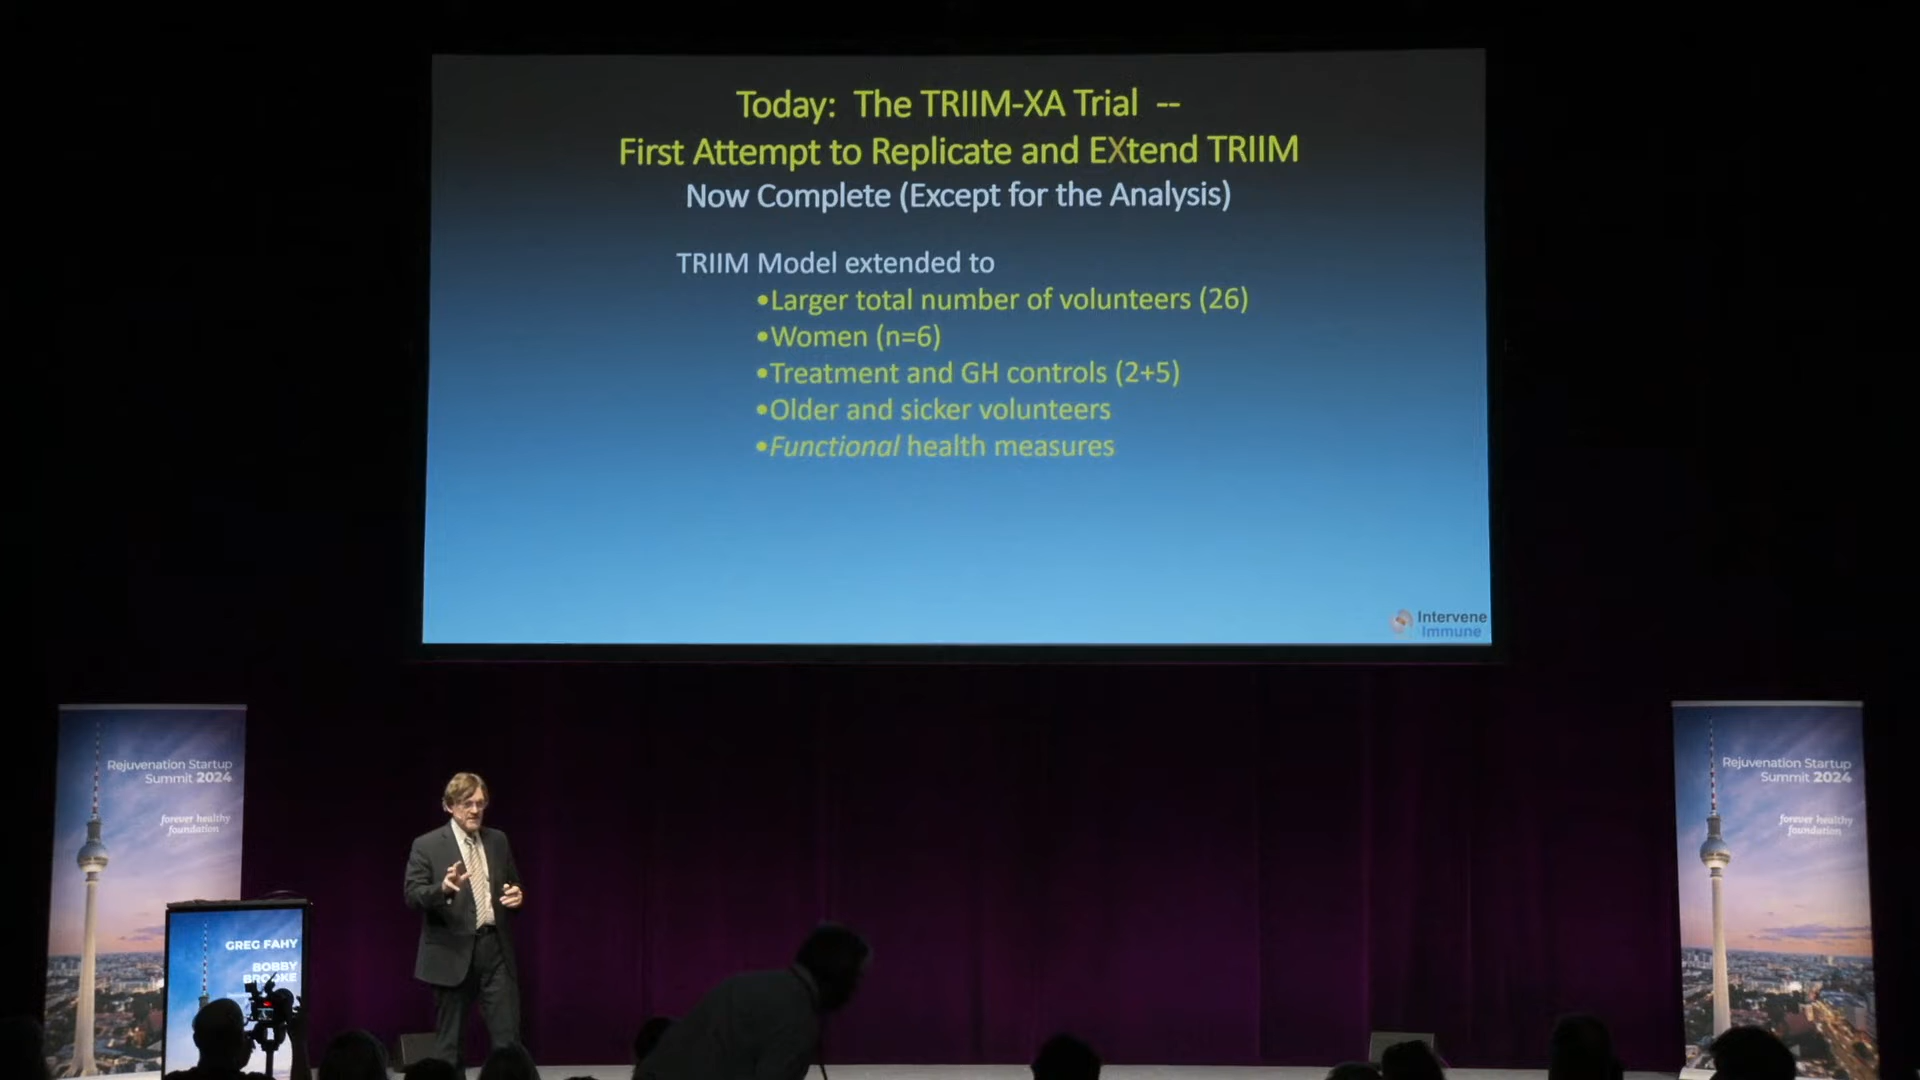 Today: The TRIIM-XA Trial --
First Attempt to Replicate and EXtend TRIIM
Now Complete (Except for the Analysis)
TRIIM Model extended to
•Larger total number of volunteers (26)
•Women (n=6)
•Treatment and GH controls (2+5)
•Older and sicker volunteers
•Functional health measures
Intervene
Immune
Rejuvenation Startup
Summit 2024
forever healthy
foundation
GREG FAHY
BOBBY
BROOKE
Rejuvenation Startup
Summit 2024
forever healthy
foundation